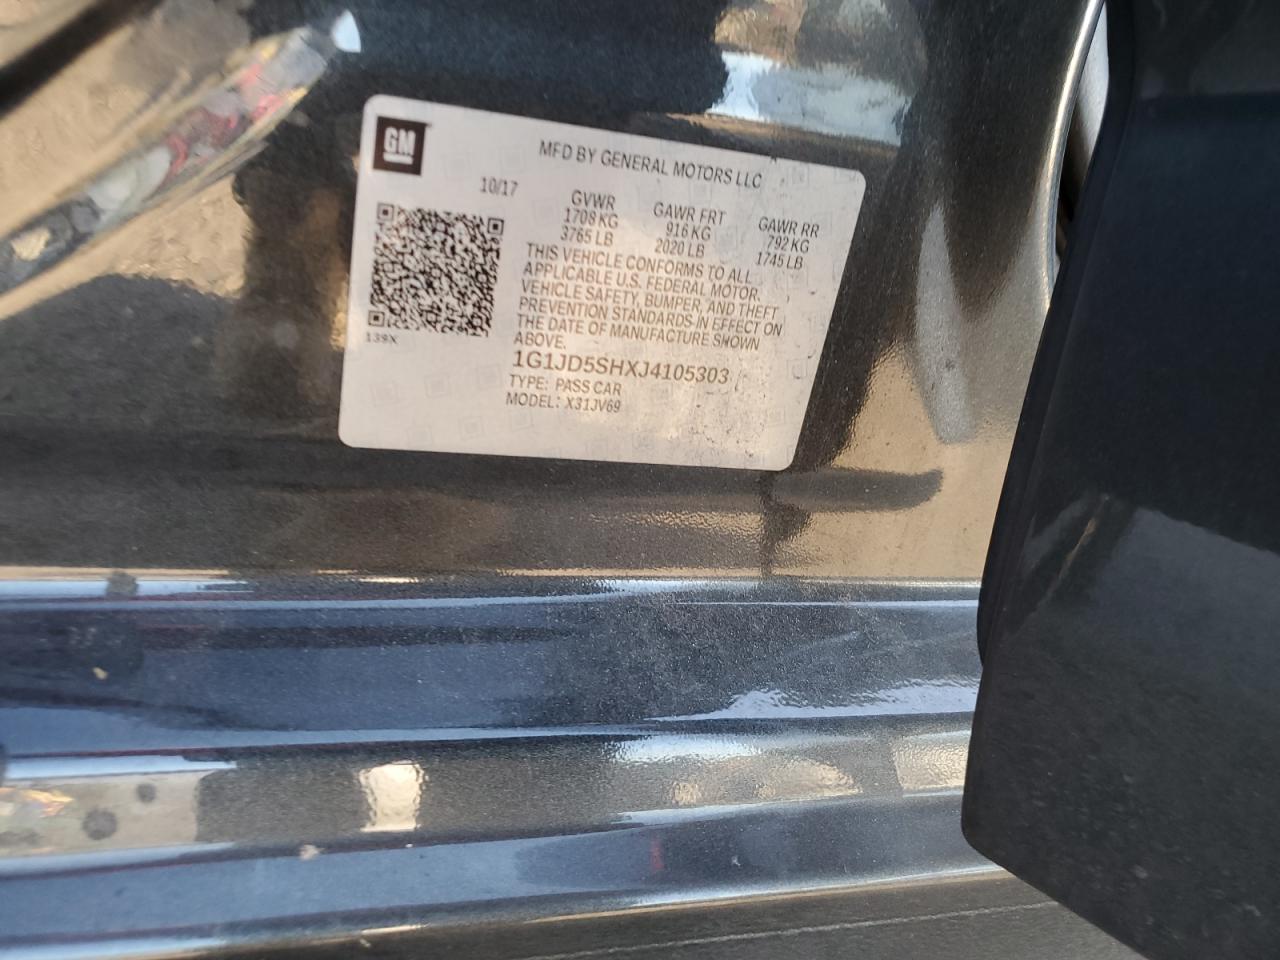 GM
MFD BY GENERAL MOTORS LLC
10/17
GVWR GAWR FRT GAWR RR
1708 KG 916 KG 792 KG
3765 LB 2020 LB 1745 LB
THIS VEHICLE CONFORMS TO ALL
APPLICABLE U.S. FEDERAL MOTOR
VEHICLE SAFETY, BUMPER, AND THEFT
PREVENTION STANDARDS IN EFFECT ON
THE DATE OF MANUFACTURE SHOWN
ABOVE.
139X
1G1JD5SHXJ4105303
TYPE: PASS CAR
MODEL: X31JV69